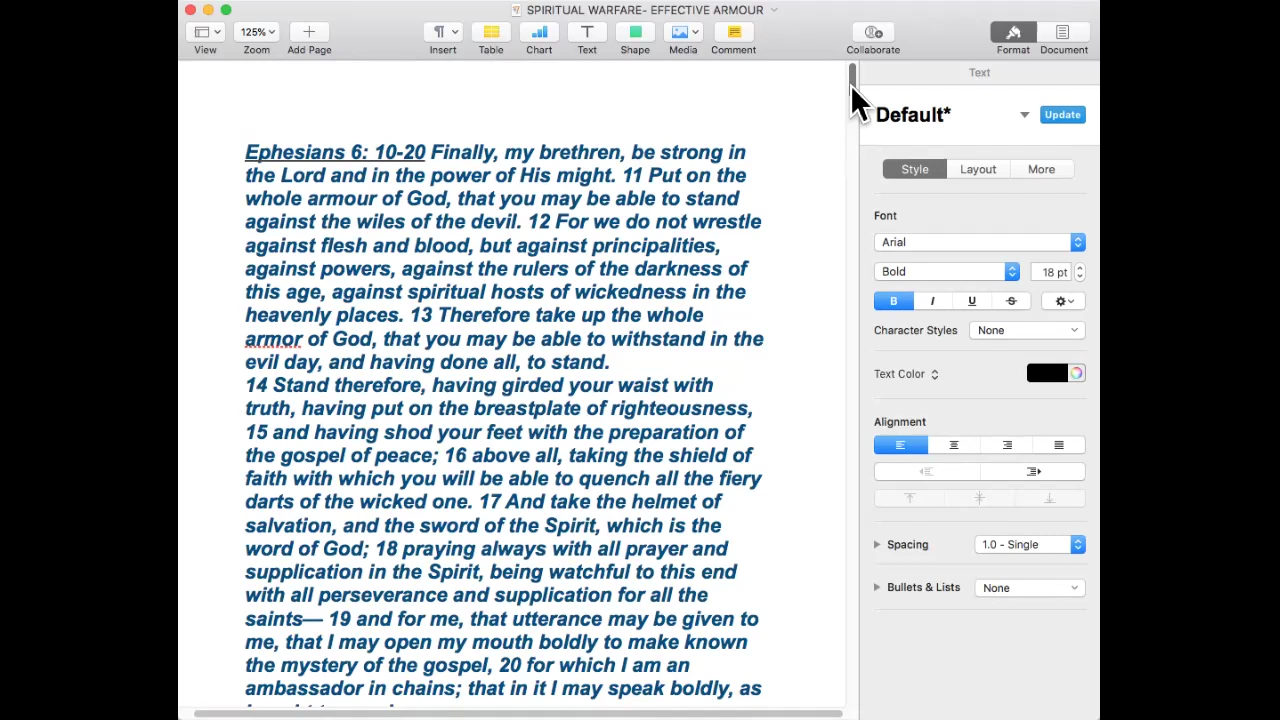 SPIRITUAL WARFARE- EFFECTIVE ARMOUR
125%
View
Zoom
Add Page
Insert
Table
Chart
Text
Shape
Media
Comment
Collaborate
Format
Document
Ephesians 6: 10-20 Finally, my brethren, be strong in
the Lord and in the power of His might. 11 Put on the
whole armour of God, that you may be able to stand
against the wiles of the devil. 12 For we do not wrestle
against flesh and blood, but against principalities,
against powers, against the rulers of the darkness of
this age, against spiritual hosts of wickedness in the
heavenly places. 13 Therefore take up the whole
armor of God, that you may be able to withstand in the
evil day, and having done all, to stand.
14 Stand therefore, having girded your waist with
truth, having put on the breastplate of righteousness,
15 and having shod your feet with the preparation of
the gospel of peace; 16 above all, taking the shield of
faith with which you will be able to quench all the fiery
darts of the wicked one. 17 And take the helmet of
salvation, and the sword of the Spirit, which is the
word of God; 18 praying always with all prayer and
supplication in the Spirit, being watchful to this end
with all perseverance and supplication for all the
saints— 19 and for me, that utterance may be given to
me, that I may open my mouth boldly to make known
the mystery of the gospel, 20 for which I am an
ambassador in chains; that in it I may speak boldly, as
Text
Default*
Update
Style
Layout
More
Font
Arial
Bold
18 pt
B
I
U
S
Character Styles
None
Text Color
Alignment
Spacing
1.0 - Single
Bullets & Lists
None